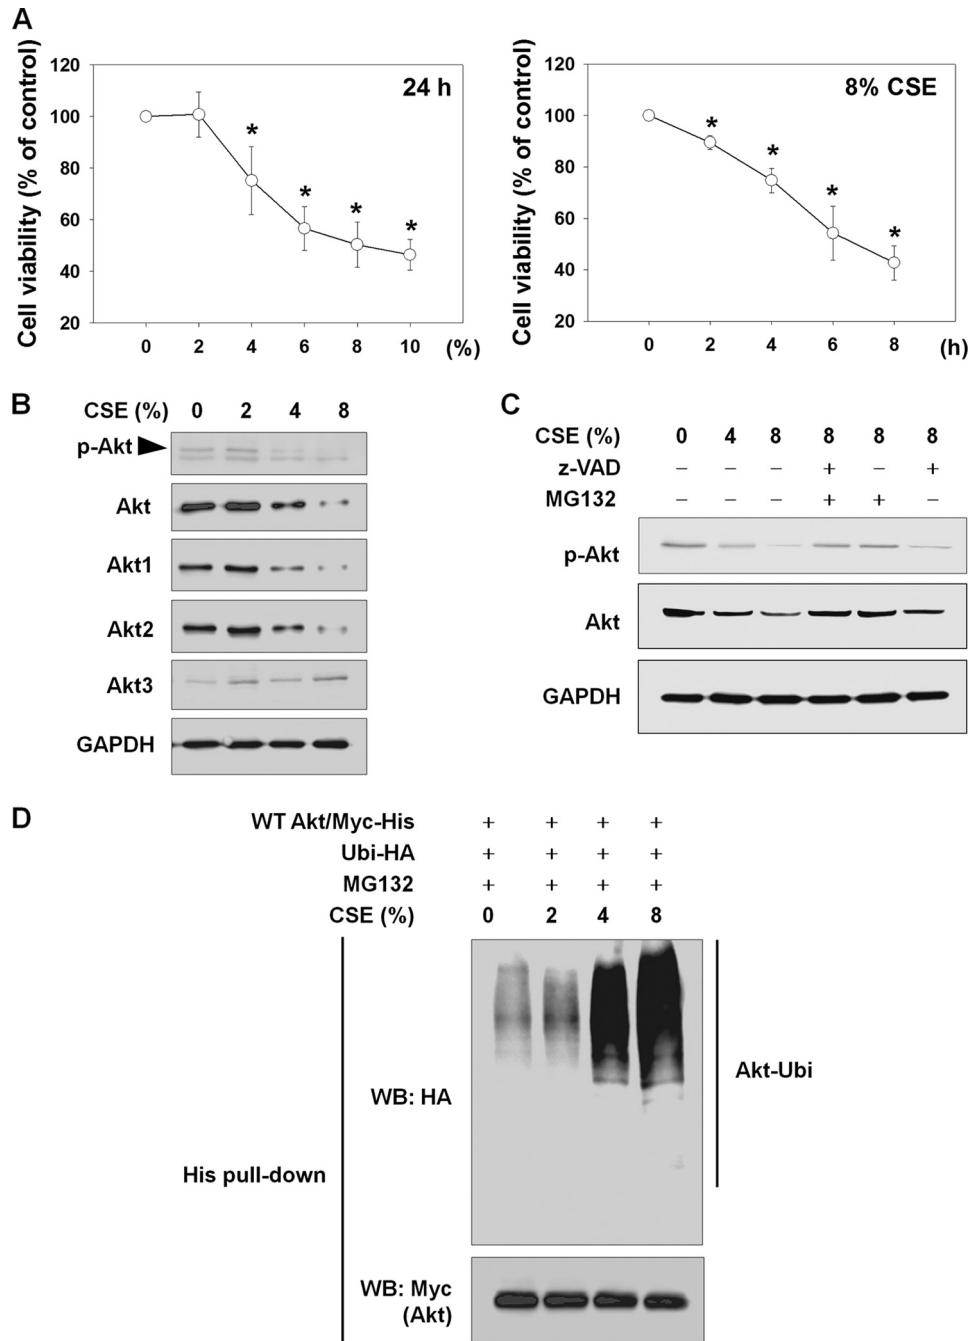 A
Cell viability (% of control)
120
100
80
60
40
20
24 h
*
*
*
*
0 2 4 6 8 10 (%)
Cell viability (% of control)
120
100
80
60
40
20
8% CSE
*
*
*
*
0 2 4 6 8 (h)
B
CSE (%) 0 2 4 8
p-Akt
Akt
Akt1
Akt2
Akt3
GAPDH
C
CSE (%) 0 4 8 8 8 8
z-VAD − − − + − +
MG132 − − − + + −
p-Akt
Akt
GAPDH
D
WT Akt/Myc-His + + + +
Ubi-HA + + + +
MG132 + + + +
CSE (%) 0 2 4 8
WB: HA
Akt-Ubi
His pull-down
WB: Myc
(Akt)